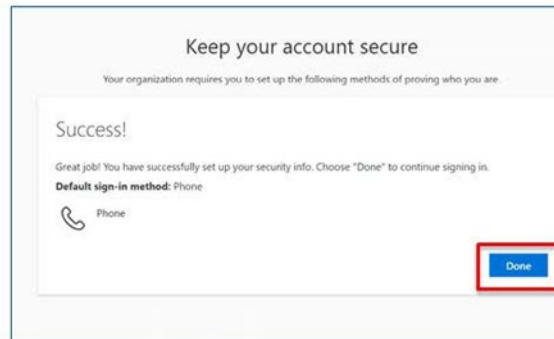 Keep your account secure
Your organization requires you to set up the following methods of proving who you are.
Success!
Great job! You have successfully set up your security info. Choose "Done" to continue signing in.
Default sign-in method: Phone
Phone
Done